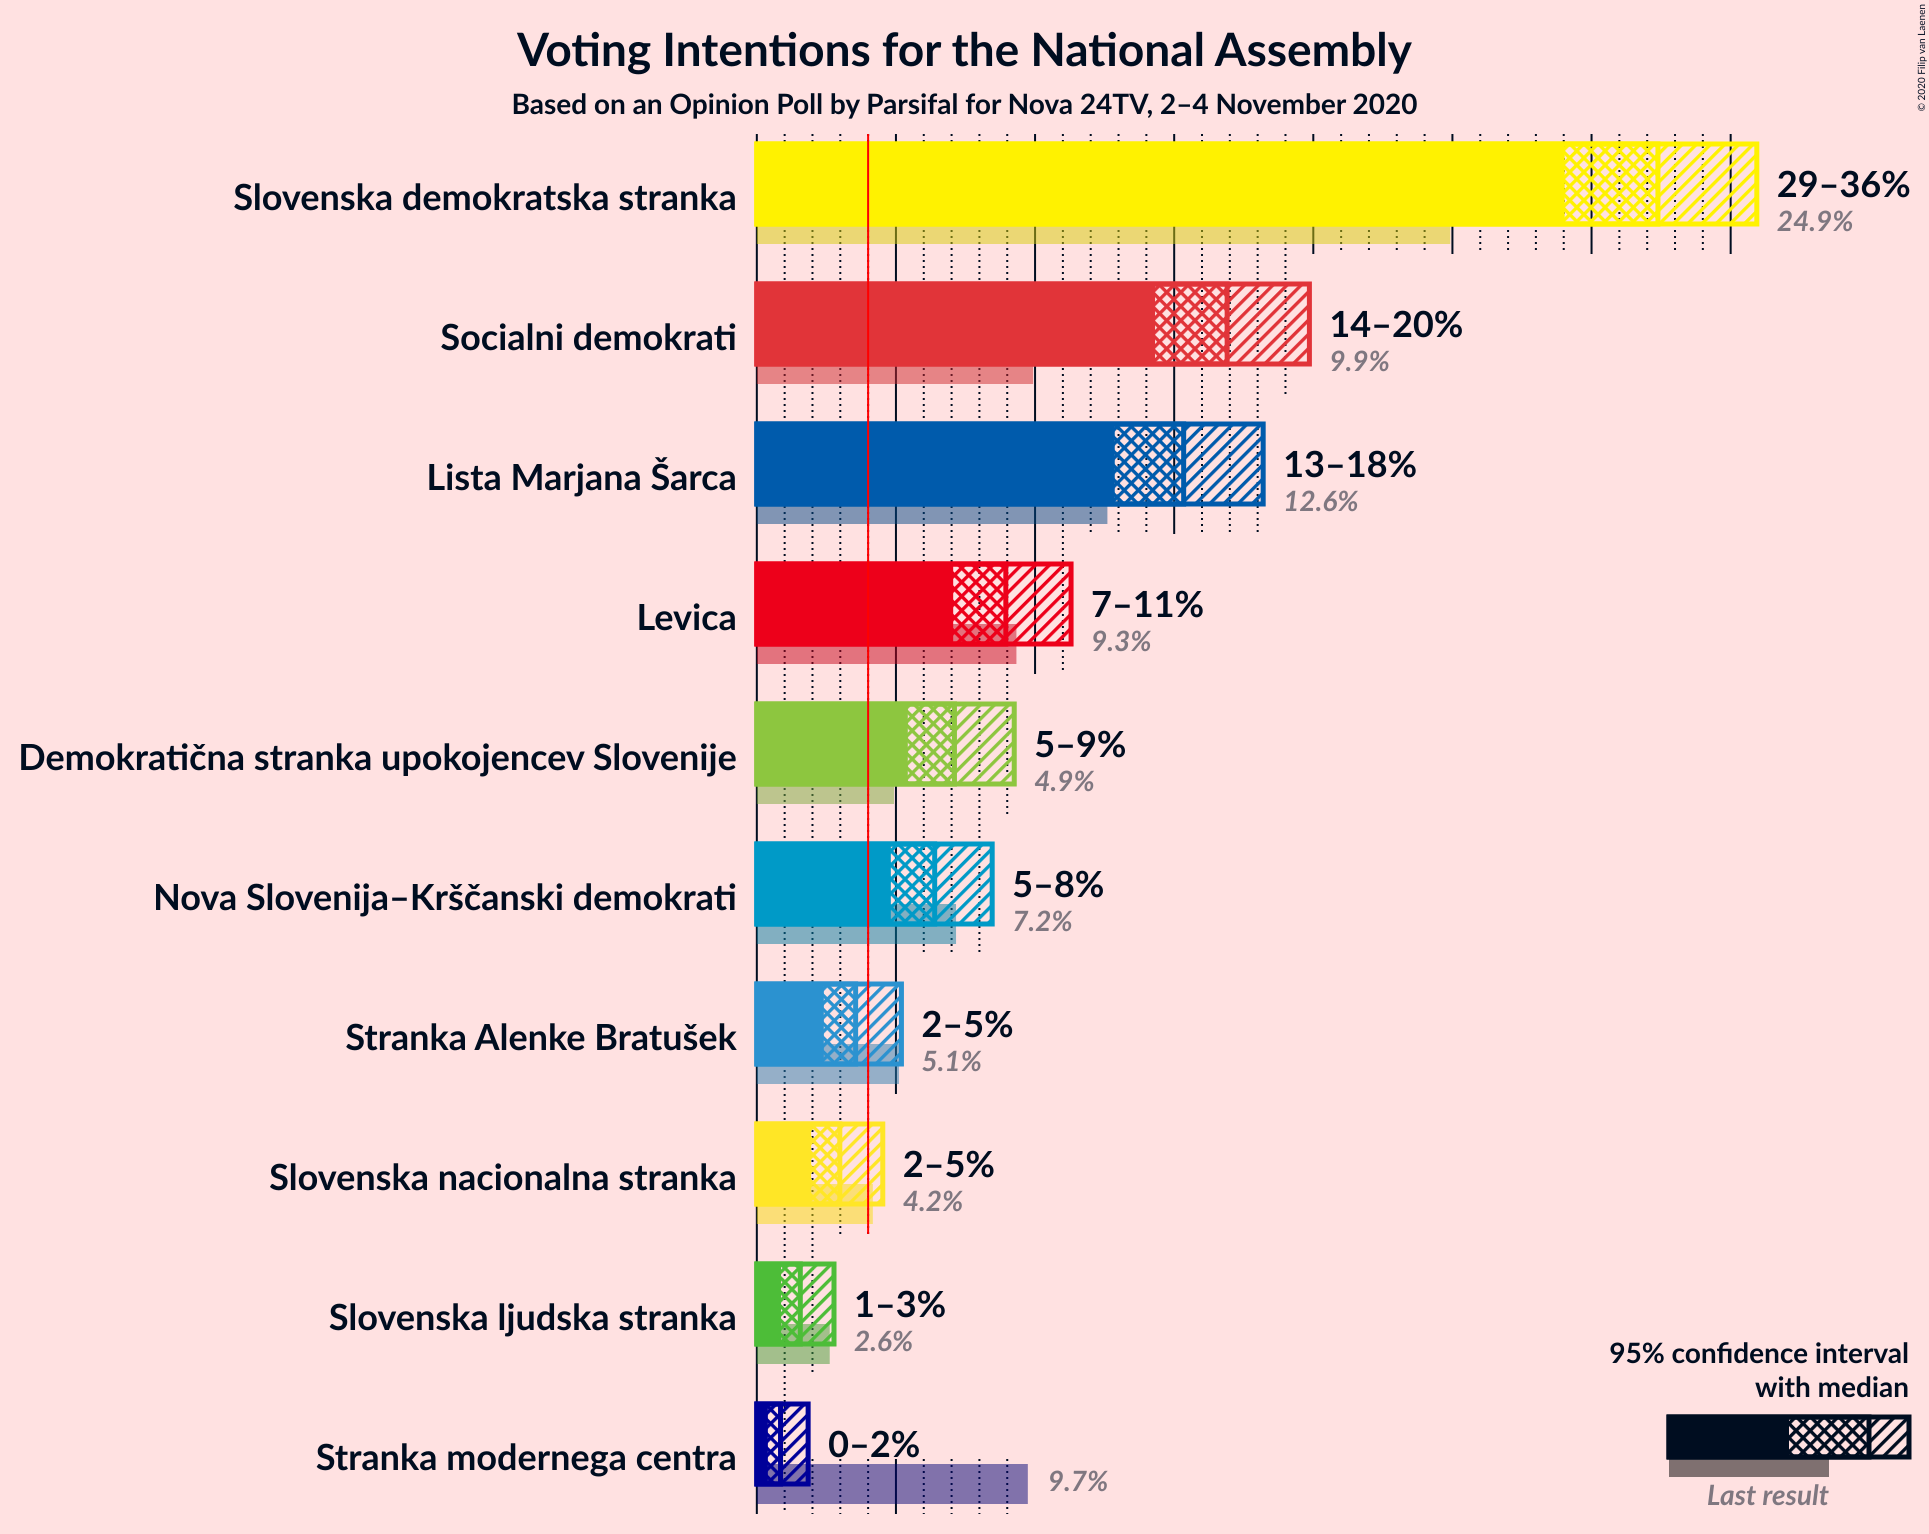 © 2020 Filip van Laenen
Voting Intentions for the National Assembly
Based on an Opinion Poll by Parsifal for Nova 24TV, 2–4 November 2020
Slovenska demokratska stranka
29–36%
24.9%
Socialni demokrati
14–20%
9.9%
Lista Marjana Šarca
13–18%
12.6%
Levica
7–11%
9.3%
Demokratična stranka upokojencev Slovenije
5–9%
4.9%
Nova Slovenija–Krščanski demokrati
5–8%
7.2%
Stranka Alenke Bratušek
2–5%
5.1%
Slovenska nacionalna stranka
2–5%
4.2%
Slovenska ljudska stranka
1–3%
2.6%
Stranka modernega centra
0–2%
9.7%
95% confidence interval
with median
Last result